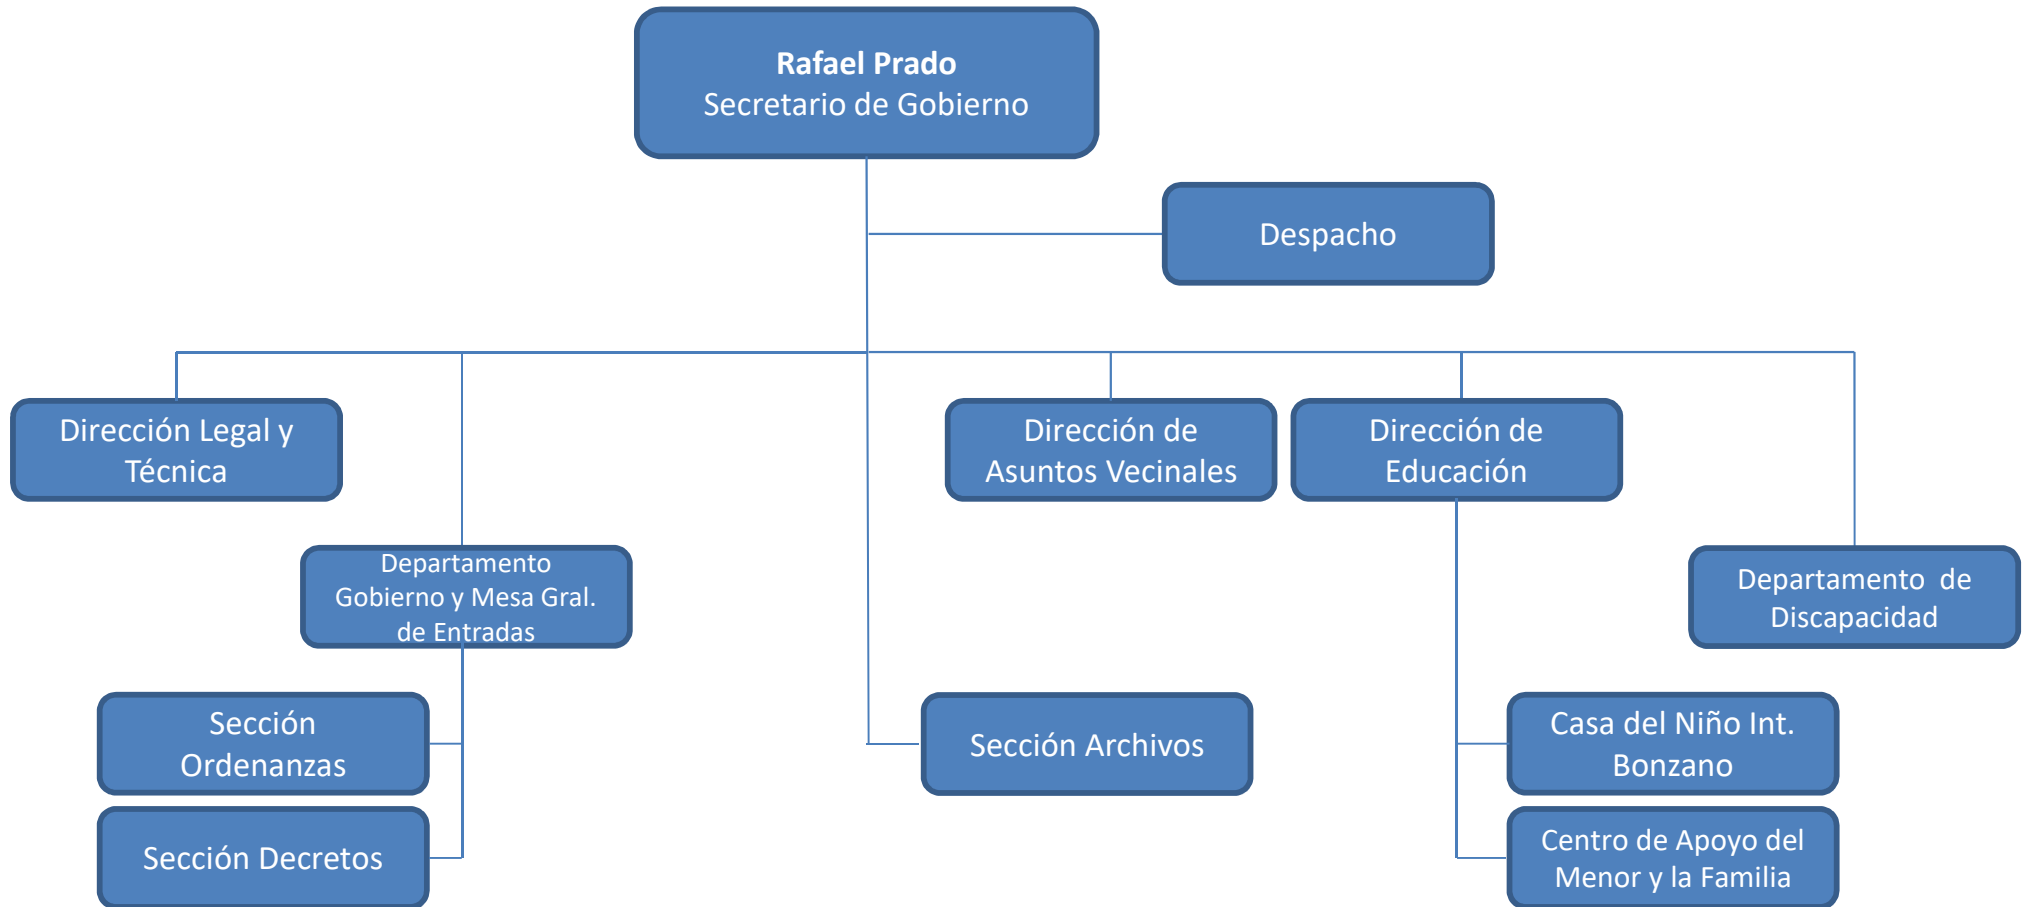 Rafael Prado
Secretario de Gobierno
Despacho
Dirección Legal y
Técnica
Dirección de
Asuntos Vecinales
Dirección de
Educación
Departamento
Gobierno y Mesa Gral.
de Entradas
Departamento de
Discapacidad
Sección
Ordenanzas
Sección Archivos
Casa del Niño Int.
Bonzano
Sección Decretos
Centro de Apoyo del
Menor y la Familia